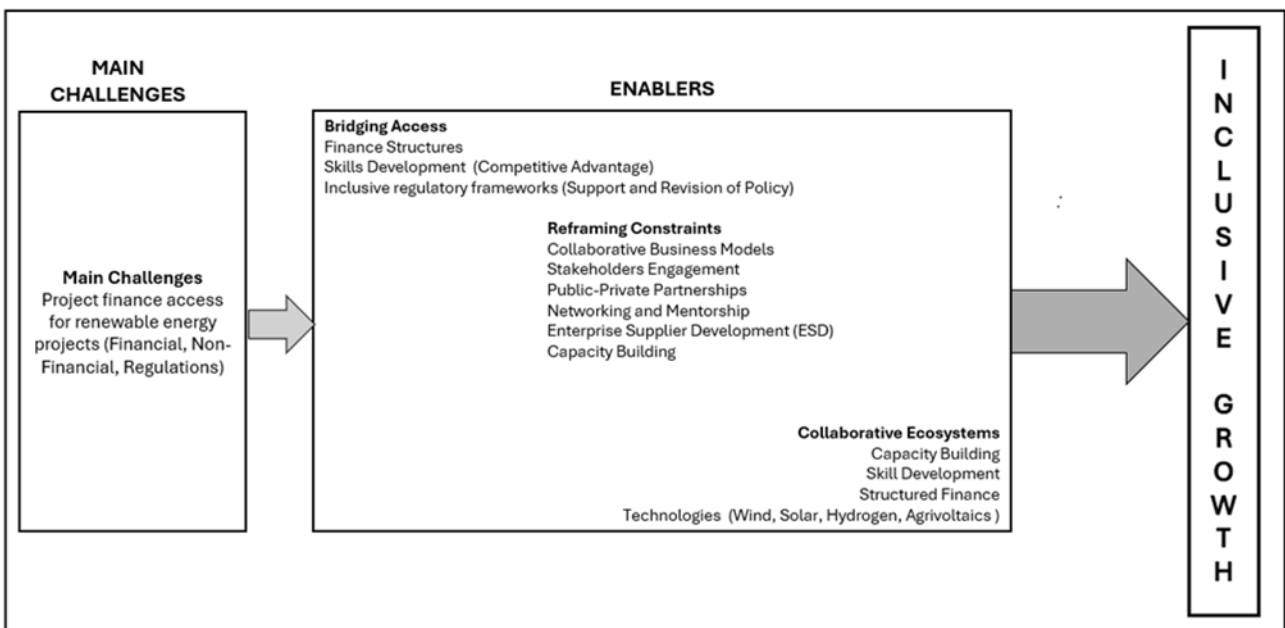 MAIN
CHALLENGES
Main Challenges
Project finance access
for renewable energy
projects (Financial, Non-
Financial, Regulations)
ENABLERS
Bridging Access
Finance Structures
Skills Development (Competitive Advantage)
Inclusive regulatory frameworks (Support and Revision of Policy)
Reframing Constraints
Collaborative Business Models
Stakeholders Engagement
Public-Private Partnerships
Networking and Mentorship
Enterprise Supplier Development (ESD)
Capacity Building
Collaborative Ecosystems
Capacity Building
Skill Development
Structured Finance
Technologies (Wind, Solar, Hydrogen, Agrivoltaics )
:
INCLUSIVE GROWTH